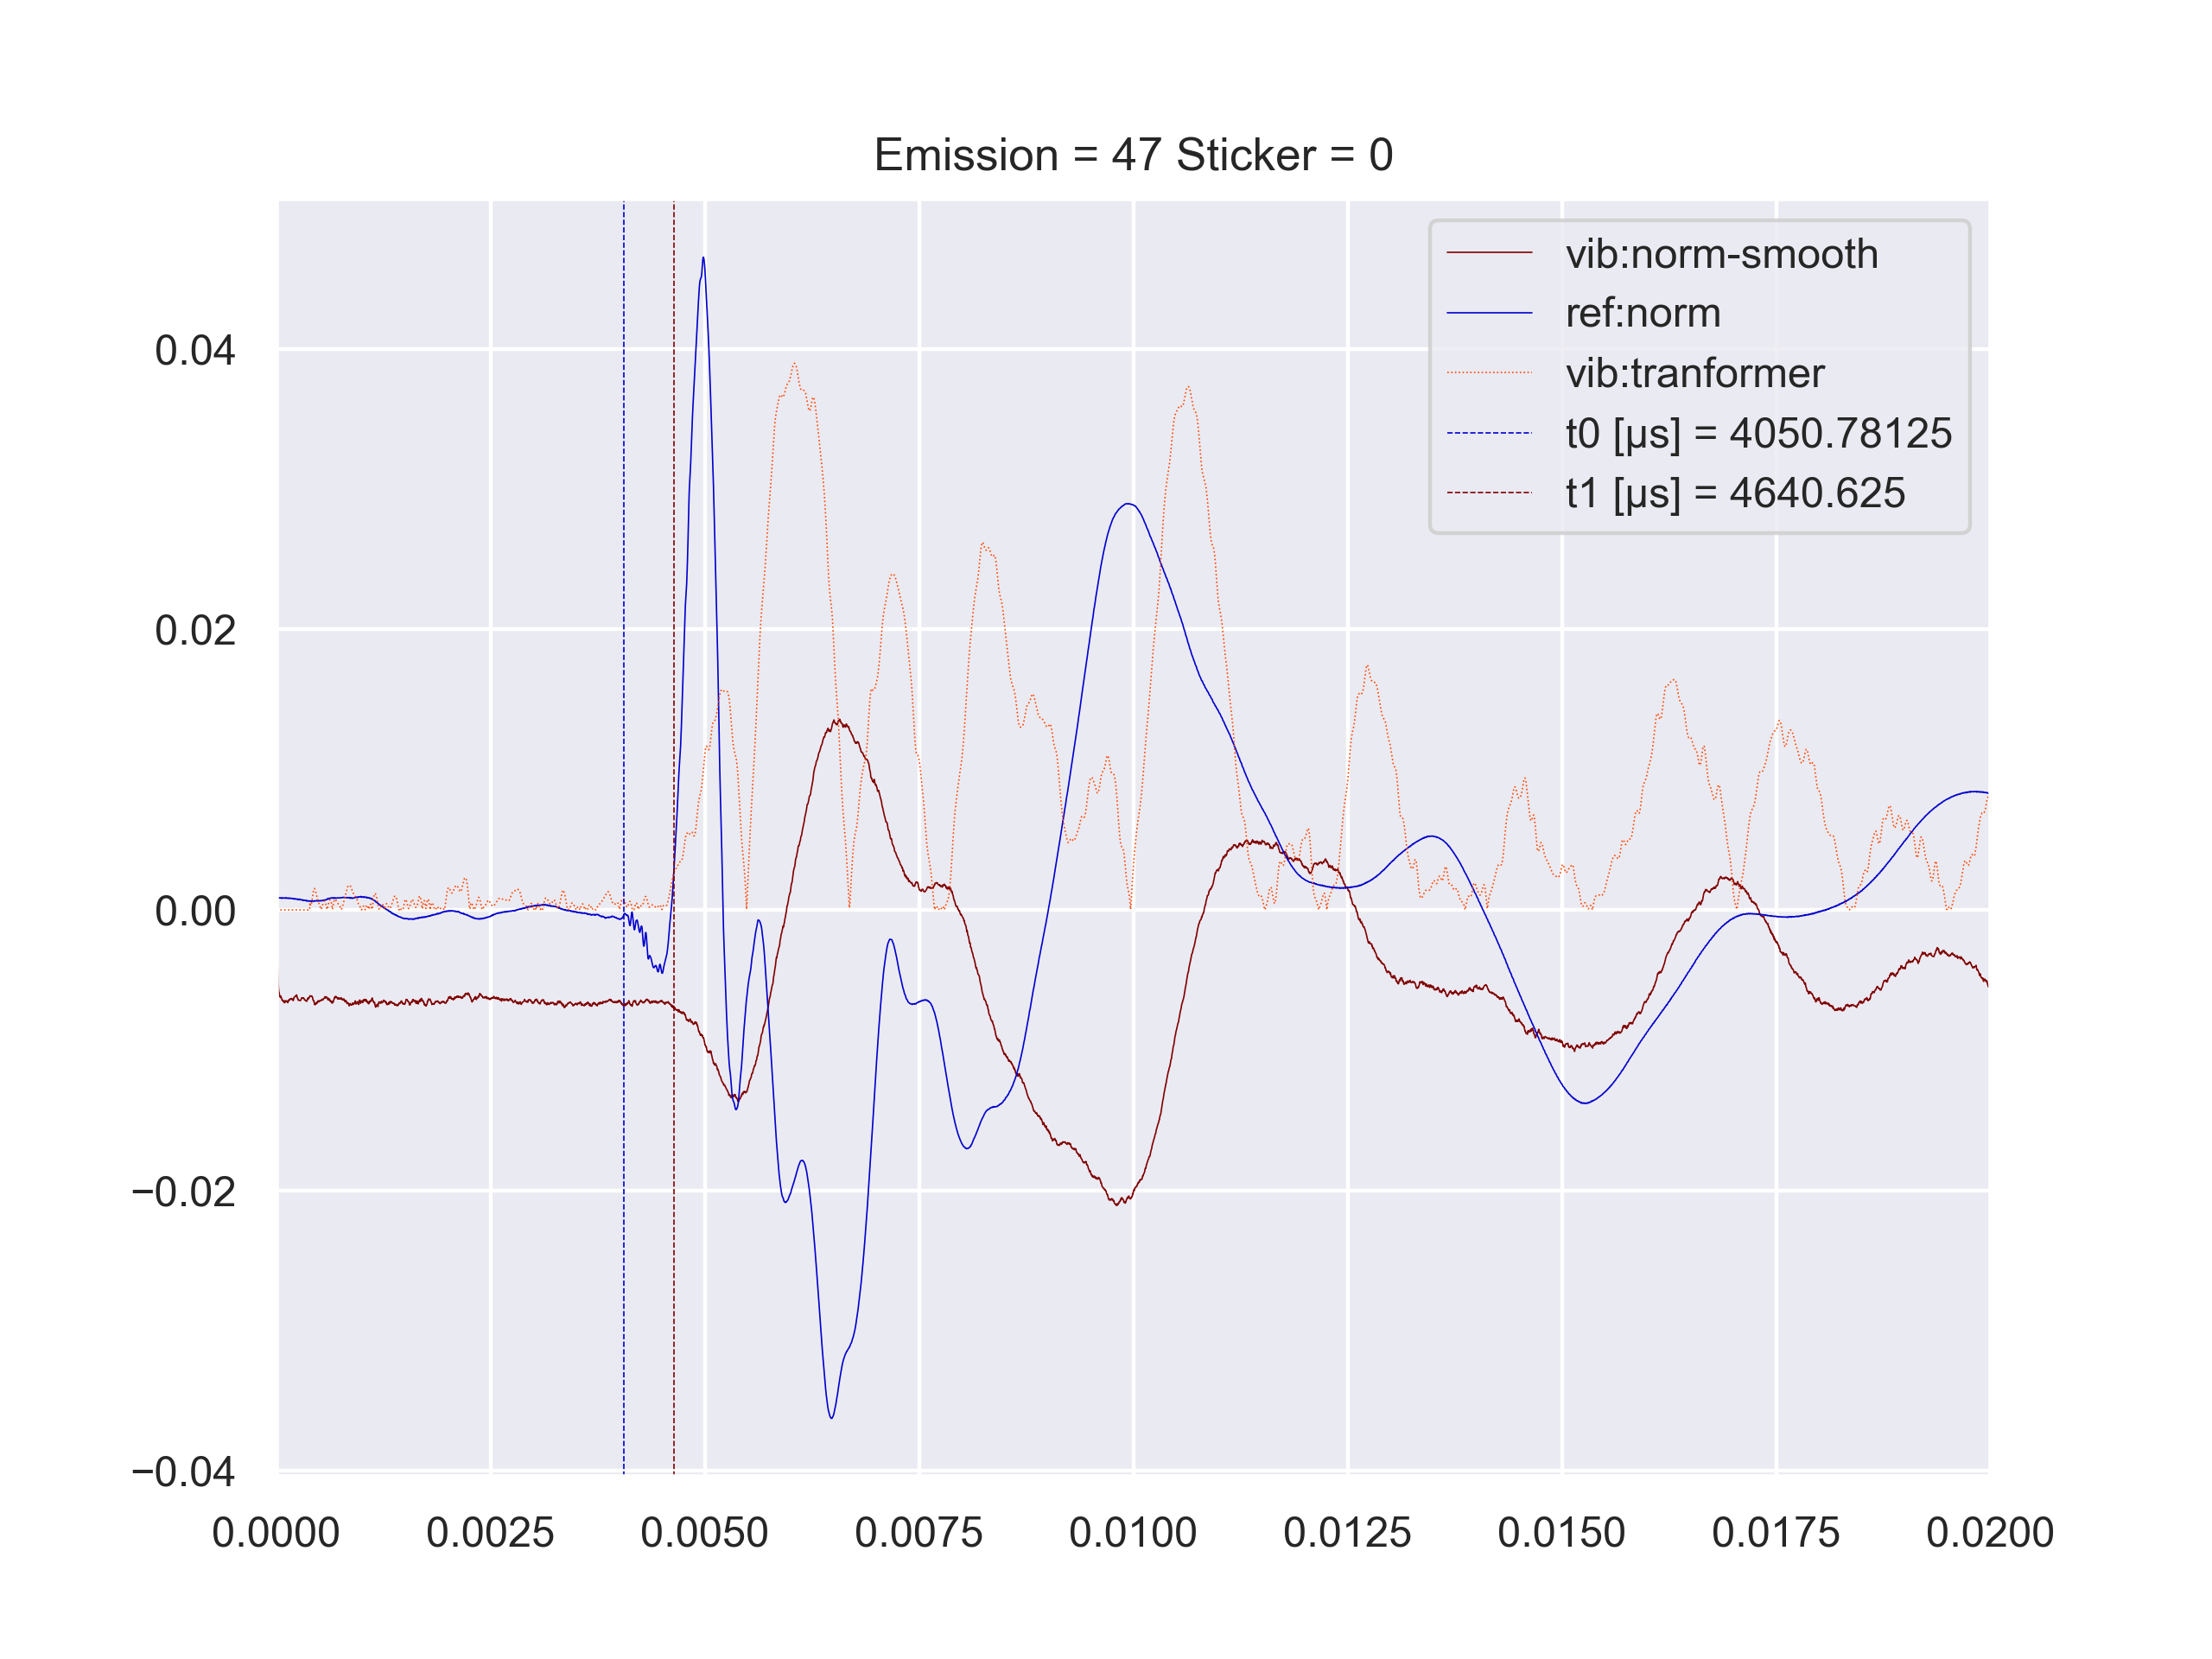 Emission = 47 Sticker = 0
vib:norm-smooth
ref:norm
vib:tranformer
t0 [µs] = 4050.78125
t1 [µs] = 4640.625
0.04
0.02
0.00
−0.02
−0.04
0.0000 0.0025 0.0050 0.0075 0.0100 0.0125 0.0150 0.0175 0.0200